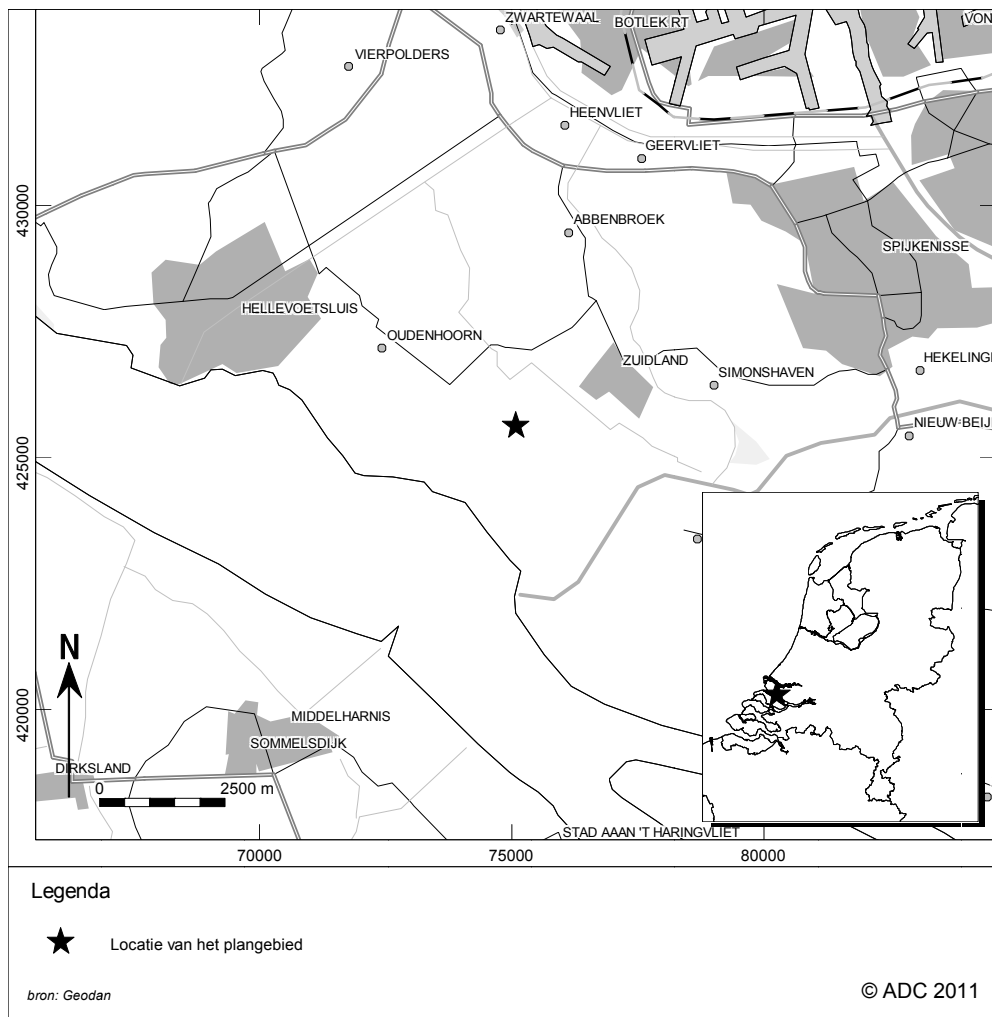 ZWARTEWAAL
BOTLEK RT
VON
VIERPOLDERS
HEENVLIET
GEERVLIET
430000
ABBENBROEK
SPIJKENISSE
HELLEVOETSLUIS
OUDENHOORN
ZUIDLAND
SIMONSHAVEN
HEKELING
NIEUW-BEIJ
425000
N
420000
MIDDELHARNIS
SOMMELSDIJK
DIRKSLAND
0 2500 m
STAD AAAN 'T HARINGVLIET
70000 75000 80000
Legenda
Locatie van het plangebied
bron: Geodan
© ADC 2011